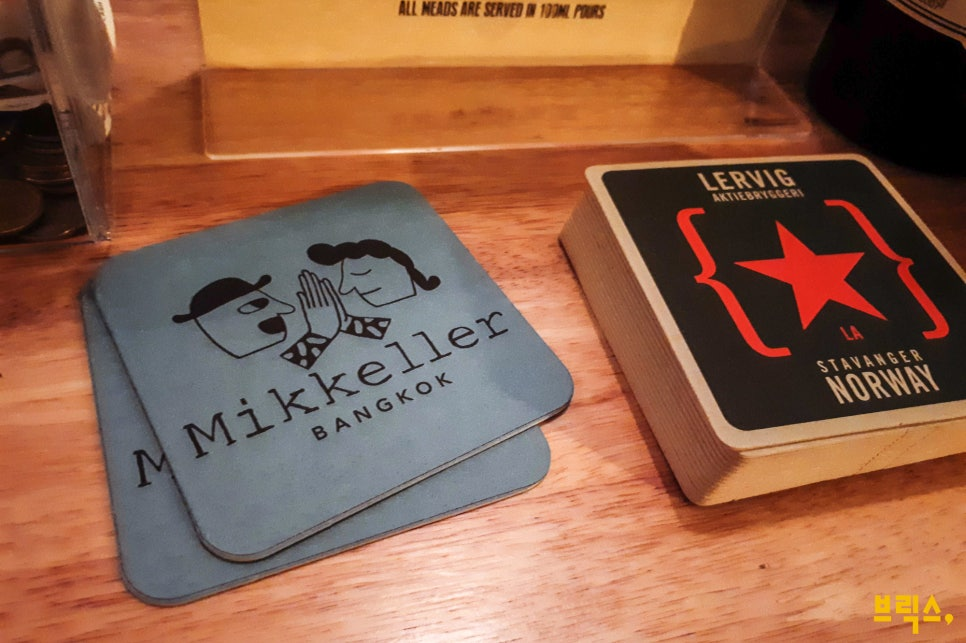 ALL MEADS ARE SERVED IN 100ML POURS
Mikkeller
BANGKOK
M
LERVIG
AKTIEBRYGGERI
LA
STAVANGER
NORWAY
브릭스,